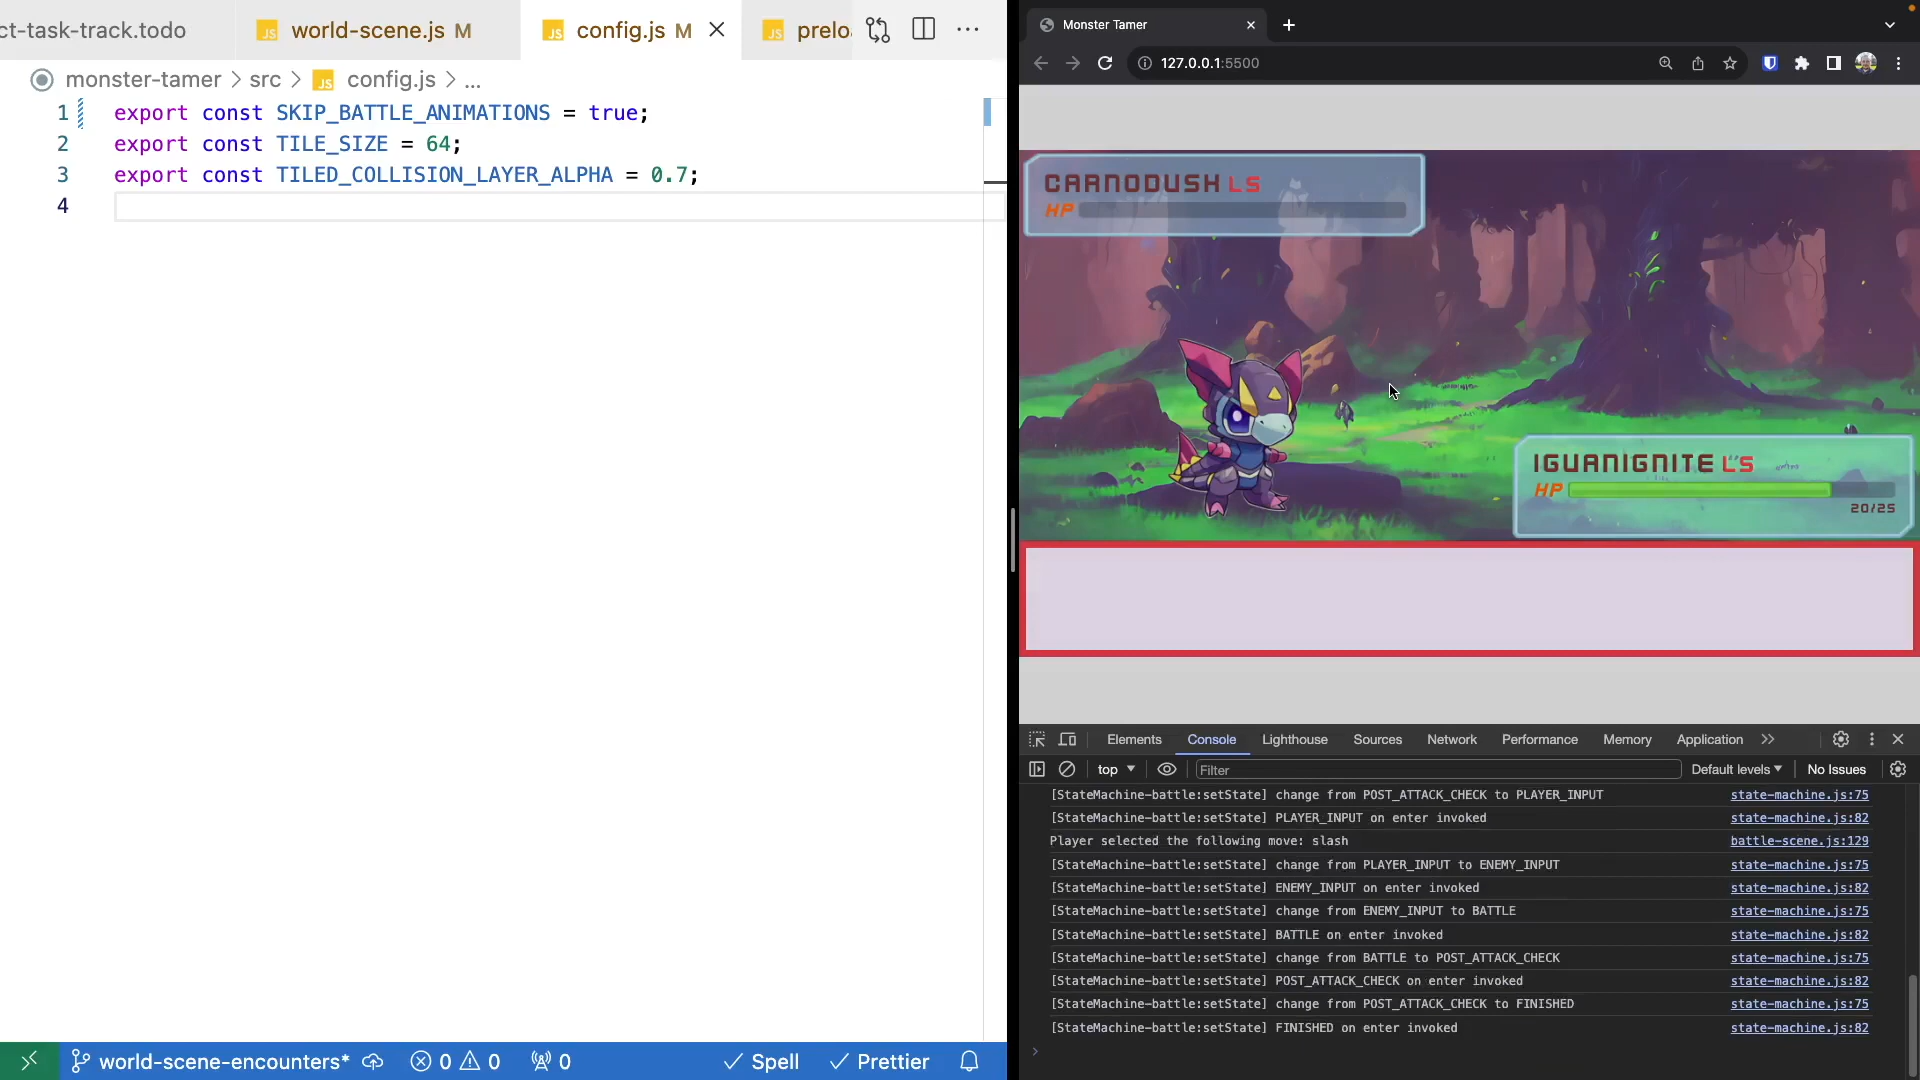 ct-task-track.todo
JS world-scene.js M
JS config.js M
JS prelo
monster-tamer > src > JS config.js > ...
1 export const SKIP_BATTLE_ANIMATIONS = true;
2 export const TILE_SIZE = 64;
3 export const TILED_COLLISION_LAYER_ALPHA = 0.7;
4
world-scene-encounters* 0 0 0 Spell Prettier
Monster Tamer
127.0.0.1:5500
CARNODUSH L5
HP
IGUANIGNITE L5
HP
20/25
Elements Console Lighthouse Sources Network Performance Memory Application
top Filter Default levels No Issues
[StateMachine-battle:setState] change from POST_ATTACK_CHECK to PLAYER_INPUT state-machine.js:75
[StateMachine-battle:setState] PLAYER_INPUT on enter invoked state-machine.js:82
Player selected the following move: slash battle-scene.js:129
[StateMachine-battle:setState] change from PLAYER_INPUT to ENEMY_INPUT state-machine.js:75
[StateMachine-battle:setState] ENEMY_INPUT on enter invoked state-machine.js:82
[StateMachine-battle:setState] change from ENEMY_INPUT to BATTLE state-machine.js:75
[StateMachine-battle:setState] BATTLE on enter invoked state-machine.js:82
[StateMachine-battle:setState] change from BATTLE to POST_ATTACK_CHECK state-machine.js:75
[StateMachine-battle:setState] POST_ATTACK_CHECK on enter invoked state-machine.js:82
[StateMachine-battle:setState] change from POST_ATTACK_CHECK to FINISHED state-machine.js:75
[StateMachine-battle:setState] FINISHED on enter invoked state-machine.js:82